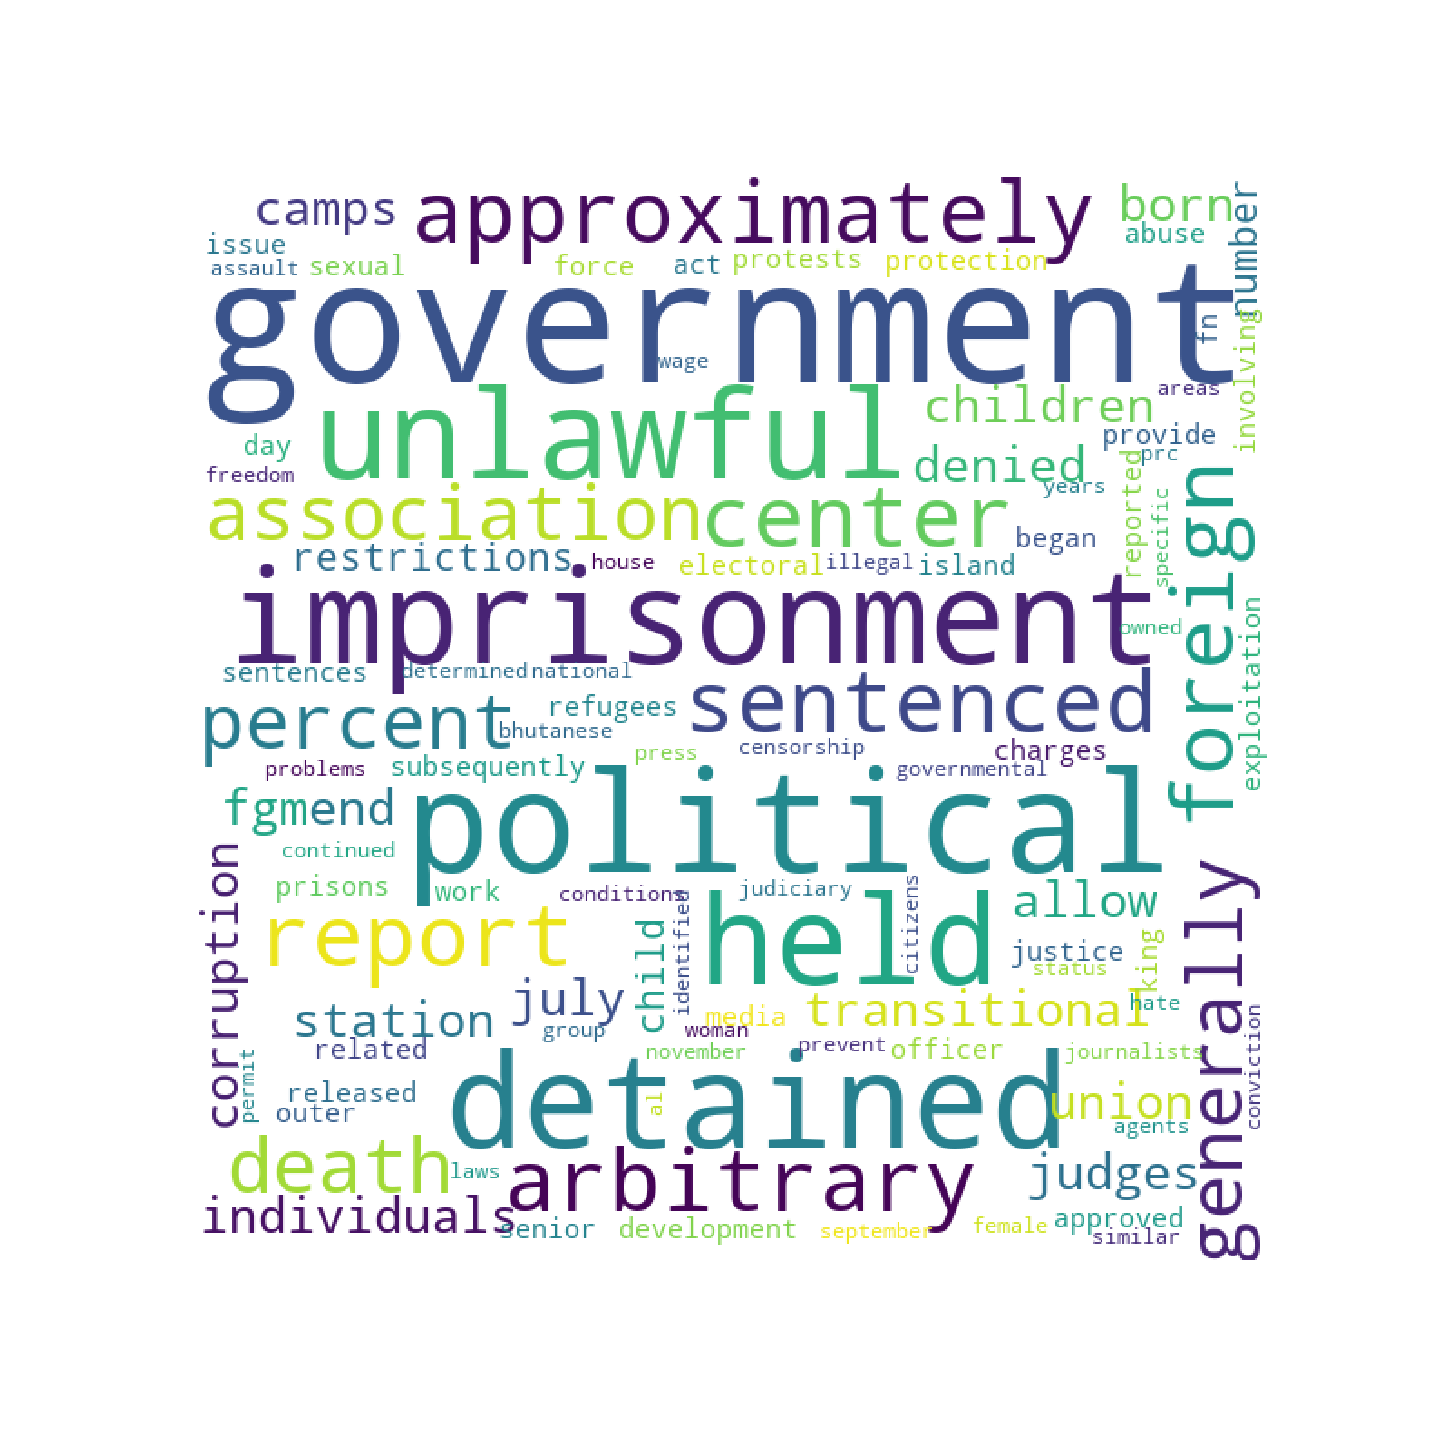 camps
approximately
born
number
issue
abuse
assault
sexual
force
act
protests
protection
government
fn
involving
wage
unlawful
children
areas
day
provide
prc
freedom
denied
years
reported
foreign
association
center
specific
began
restrictions
house
electoral
illegal
island
imprisonment
owned
exploitation
sentences
determined
national
sentenced
percent
refugees
bhutanese
press
censorship
charges
problems
subsequently
governmental
fgm
end
political
continued
corruption
prisons
work
conditions
identified
judiciary
citizens
allow
generally
report
child
held
justice
king
status
station
july
group
media
transitional
hate
woman
related
november
prevent
officer
journalists
conviction
permit
released
outer
detained
al
union
agents
death
laws
arbitrary
judges
individuals
senior
development
september
female
approved
similar